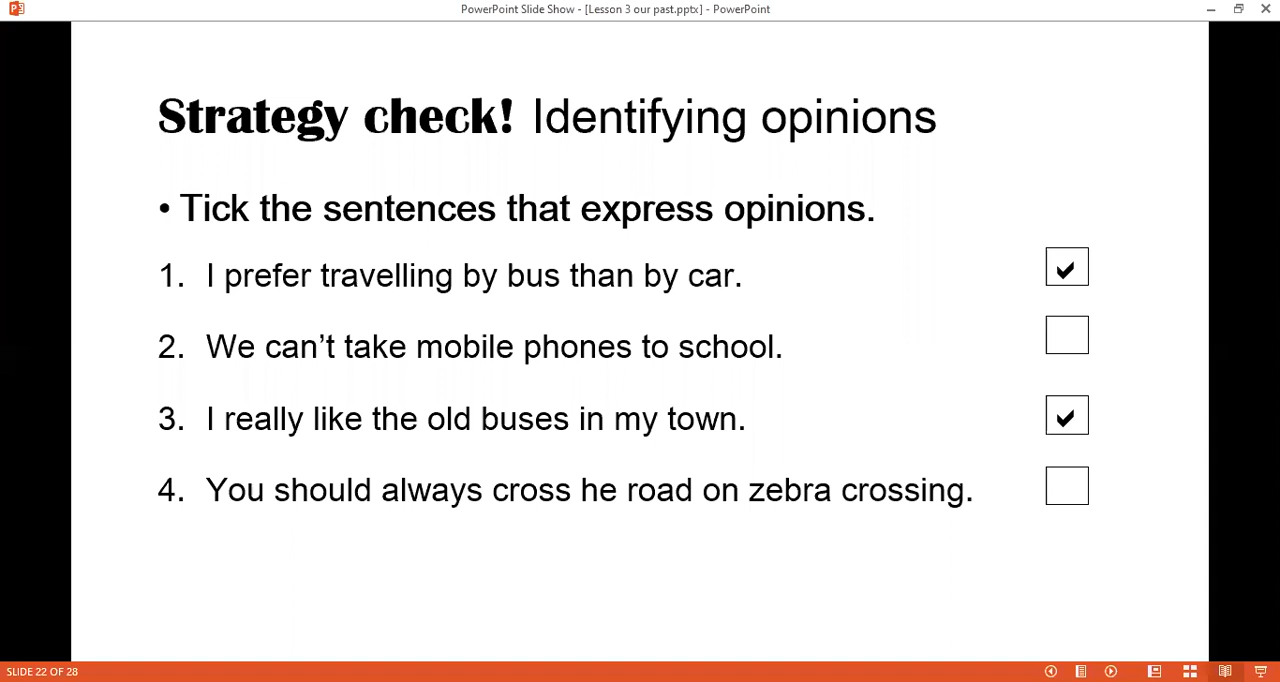 PowerPoint Slide Show - [Lesson 3 our past.pptx] - PowerPoint
Strategy check! Identifying opinions
• Tick the sentences that express opinions.
1. I prefer travelling by bus than by car.
2. We can’t take mobile phones to school.
3. I really like the old buses in my town.
4. You should always cross he road on zebra crossing.
SLIDE 22 OF 28